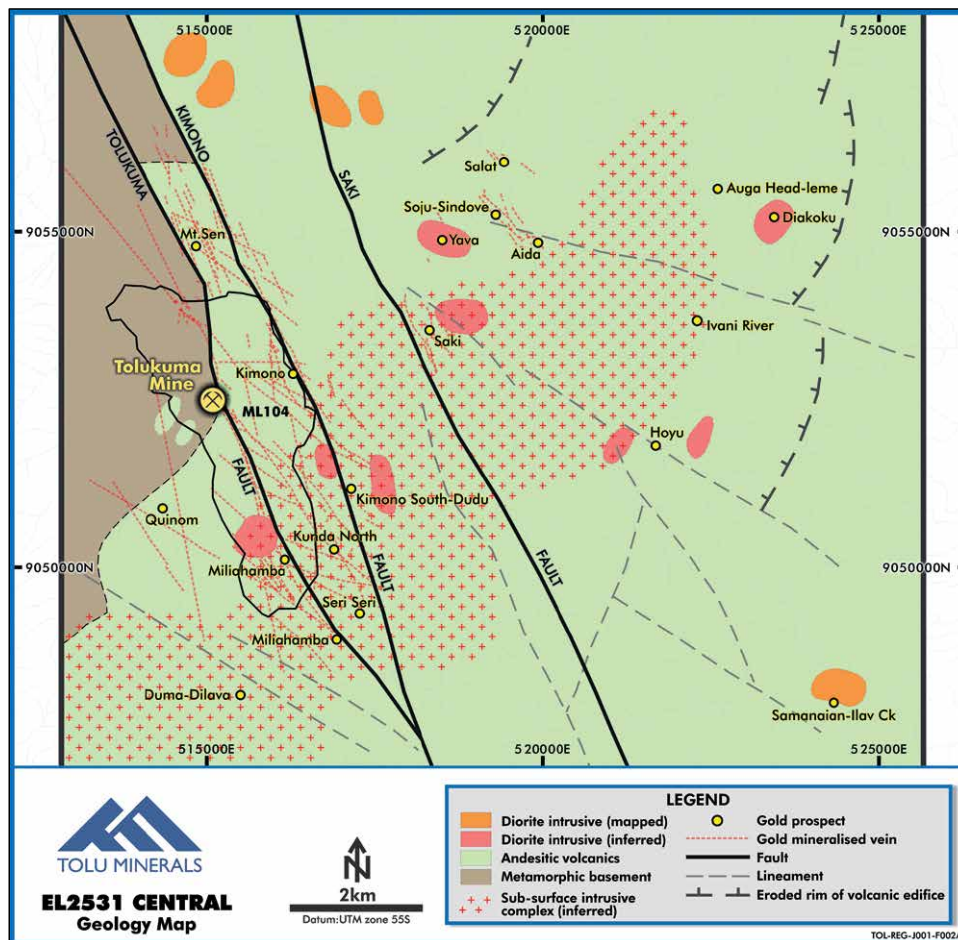 515000E
520000E
525000E
KIMONO
TOLUKUMA
SAKI
Salat
Auga Head-leme
Soju-Sindove
Diakoku
9055000N
Mt.Sen
Yava
Aida
9055000N
Ivani River
Saki
Tolukuma
Mine
Kimono
ML104
Hoyu
FAULT
Kimono South-Dudu
Quinom
Kunda North
FAULT
FAULT
9050000N
Miliahamba
9050000N
Seri Seri
Miliahamba
Duma-Dilava
Samanaian-Ilav Ck
515000E
520000E
525000E
TOLU MINERALS
EL2531 CENTRAL
Geology Map
N
2km
Datum:UTM zone 55S
LEGEND
Diorite intrusive (mapped)
Diorite intrusive (inferred)
Andesitic volcanics
Metamorphic basement
Sub-surface intrusive
complex (inferred)
Gold prospect
Gold mineralised vein
Fault
Lineament
Eroded rim of volcanic edifice
TOL-REG-J001-F002A